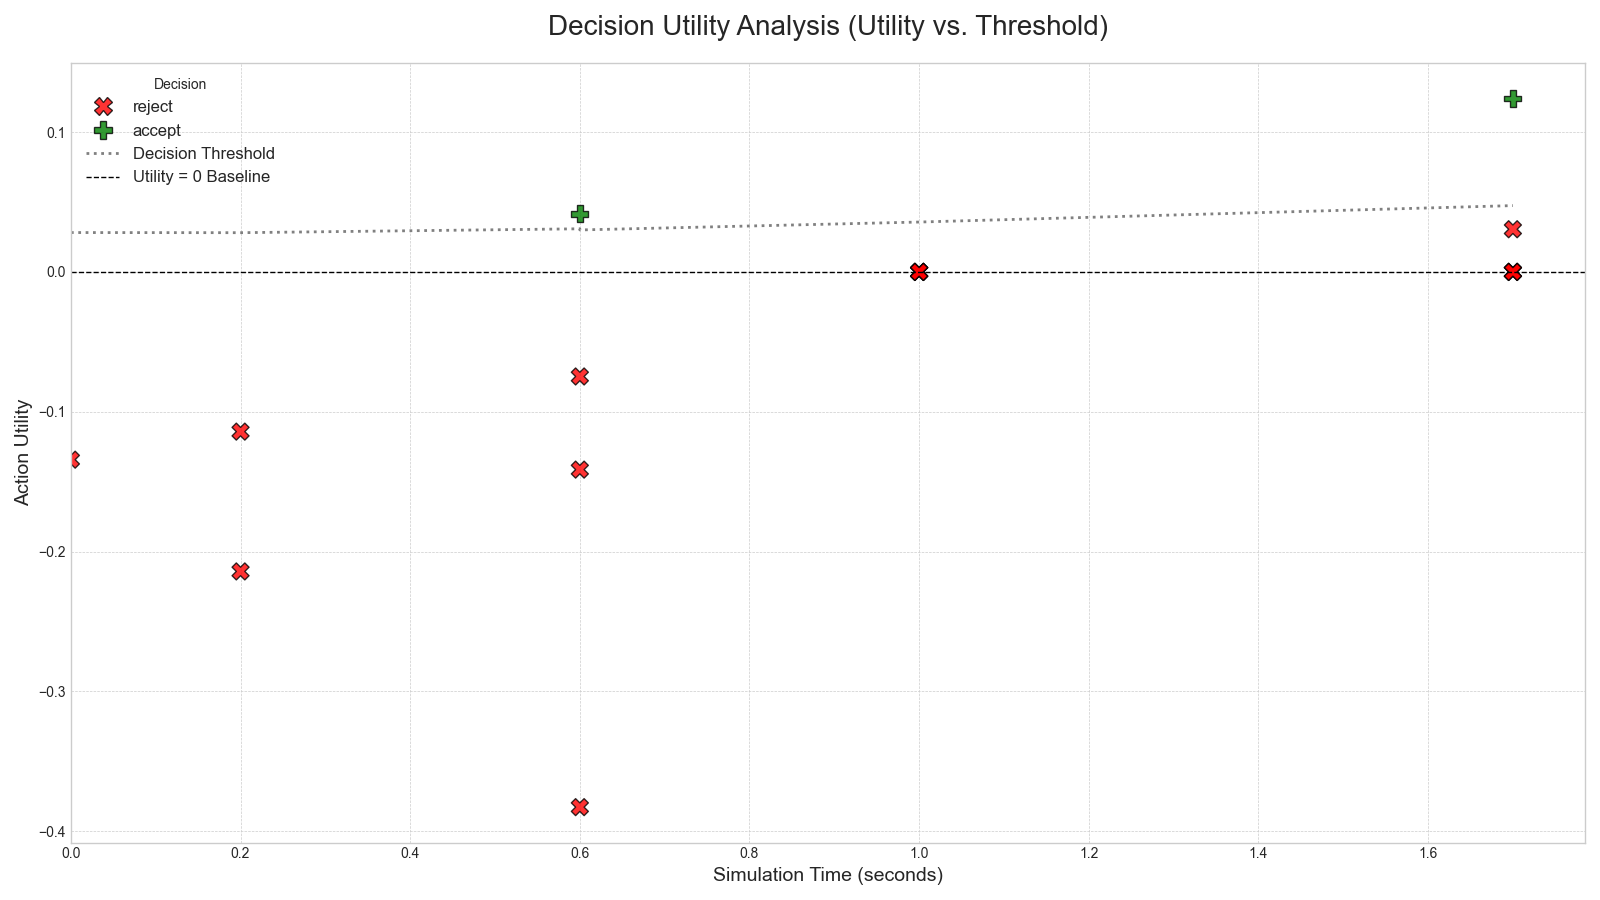 Decision Utility Analysis (Utility vs. Threshold)
Decision
reject
accept
Decision Threshold
Utility = 0 Baseline
Action Utility
0.1
0.0
−0.1
−0.2
−0.3
−0.4
0.0 0.2 0.4 0.6 0.8 1.0 1.2 1.4 1.6
Simulation Time (seconds)